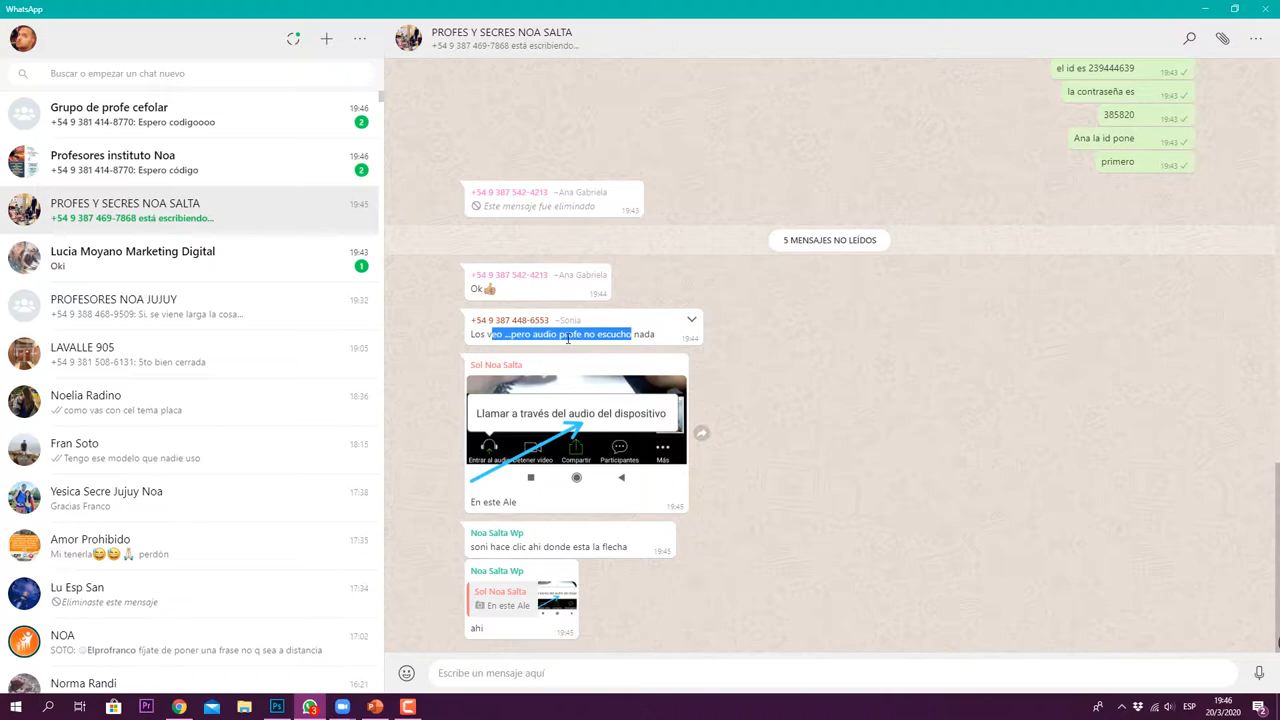 WhatsApp
Buscar o empezar un chat nuevo
Grupo de profe cefolar
19:46
+54 9 381 414-8770: Espero codigoooo
2
Profesores instituto Noa
19:46
+54 9 381 414-8770: Espero código
2
PROFES Y SECRES NOA SALTA
19:45
+54 9 387 469-7868 está escribiendo...
Lucia Moyano Marketing Digital
19:43
Oki
1
PROFESORES NOA JUJUY
19:32
+54 9 388 468-9509: Si, se viene larga la cosa...
LAVALLE 905
19:05
+54 9 381 508-6131: Sto bien cerrada
Noelia Radino
18:36
como vas con cel tema placa
Fran Soto
18:15
Tengo ese modelo que nadie uso
Yesica Secre Jujuy Noa
17:38
Gracias Franco
Amor Prohibido
17:35
Mi tenerla😂😅🙏 perdón
Lu Esp San
17:34
Eliminaste este mensaje
NOA
17:02
SOTO: Elprofranco fíjate de poner una frase no q sea a distancia
Norma Randi
16:21
PROFES Y SECRES NOA SALTA
+54 9 387 469-7868 está escribiendo...
el id es 239444639
19:43
la contraseña es
19:43
385820
19:43
Ana la id pone
19:43
primero
19:43
+54 9 387 542-4213 ~Ana Gabriela
Este mensaje fue eliminado
19:43
5 MENSAJES NO LEÍDOS
+54 9 387 542-4213 ~Ana Gabriela
Ok👍🏼
19:44
+54 9 387 448-6553 ~Sonia
Los veo ...pero audio profe no escucho nada
19:44
Sol Noa Salta
Llamar a través del audio del dispositivo
Entrar al audio Detener video Compartir Participantes Más
En este Ale
19:45
Noa Salta Wp
soni hace clic ahi donde esta la flecha
19:45
Noa Salta Wp
Sol Noa Salta
En este Ale
ahi
19:45
Escribe un mensaje aquí
Pr
Ps
3
ESP
19:46
20/3/2020
2